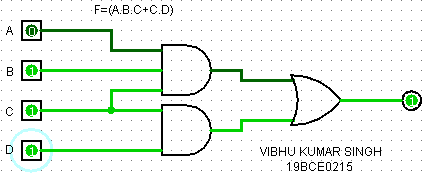 F=(A.B.C+C.D)
A 0
B 1
C 1
1
D 1
VIBHU KUMAR SINGH
19BCE0215